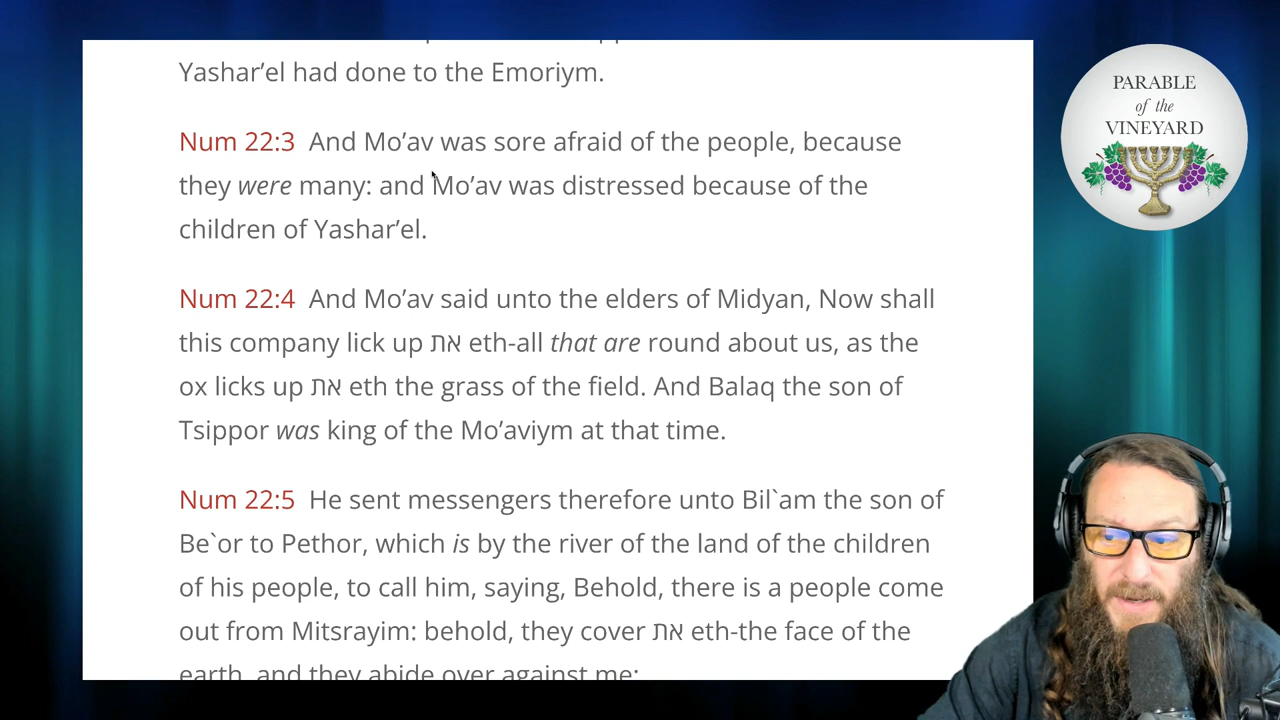 Yashar’el had done to the Emoriym.
Num 22:3 And Mo’av was sore afraid of the people, because
they were many: and Mo’av was distressed because of the
children of Yashar’el.
Num 22:4 And Mo’av said unto the elders of Midyan, Now shall
this company lick up את eth-all that are round about us, as the
ox licks up את eth the grass of the field. And Balaq the son of
Tsippor was king of the Mo’aviym at that time.
Num 22:5 He sent messengers therefore unto Bil`am the son of
Be`or to Pethor, which is by the river of the land of the children
of his people, to call him, saying, Behold, there is a people come
out from Mitsrayim: behold, they cover את eth-the face of the
earth, and they abide over against me:
PARABLE
of the
VINEYARD